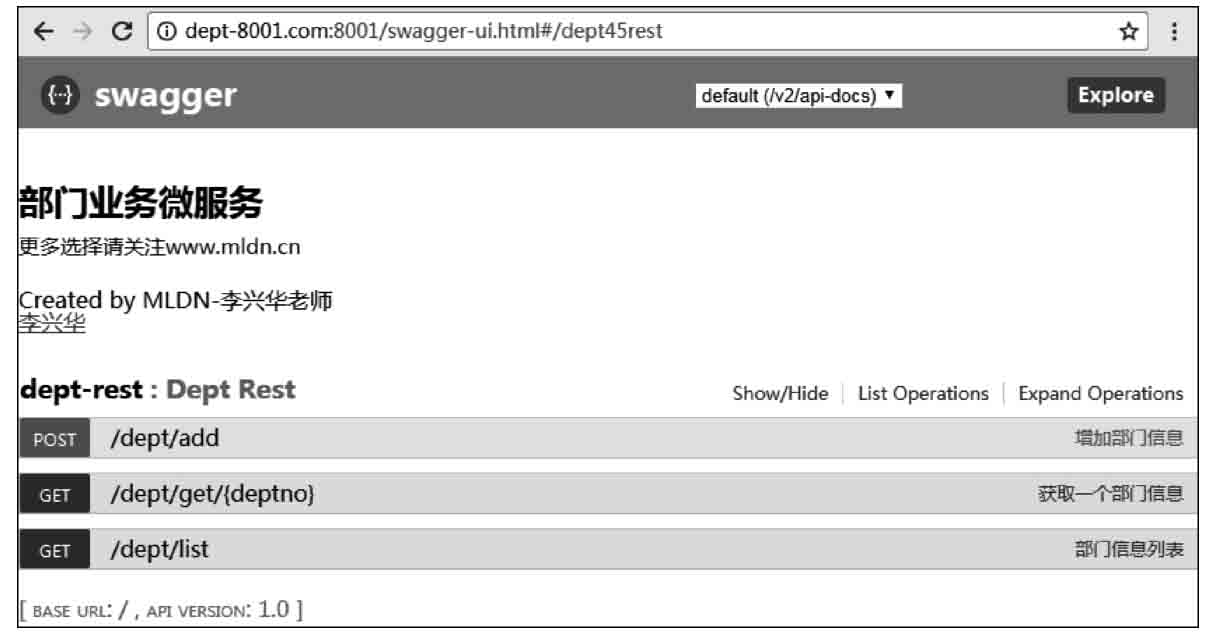 dept-8001.com:8001/swagger-ui.html#/dept45rest
{···} swagger default (/v2/api-docs) ▼ Explore
部门业务微服务
更多选择请关注www.mldn.cn
Created by MLDN-李兴华老师
李兴华
dept-rest : Dept Rest Show/Hide List Operations Expand Operations
POST /dept/add 增加部门信息
GET /dept/get/{deptno} 获取一个部门信息
GET /dept/list 部门信息列表
[ BASE URL: / , API VERSION: 1.0 ]